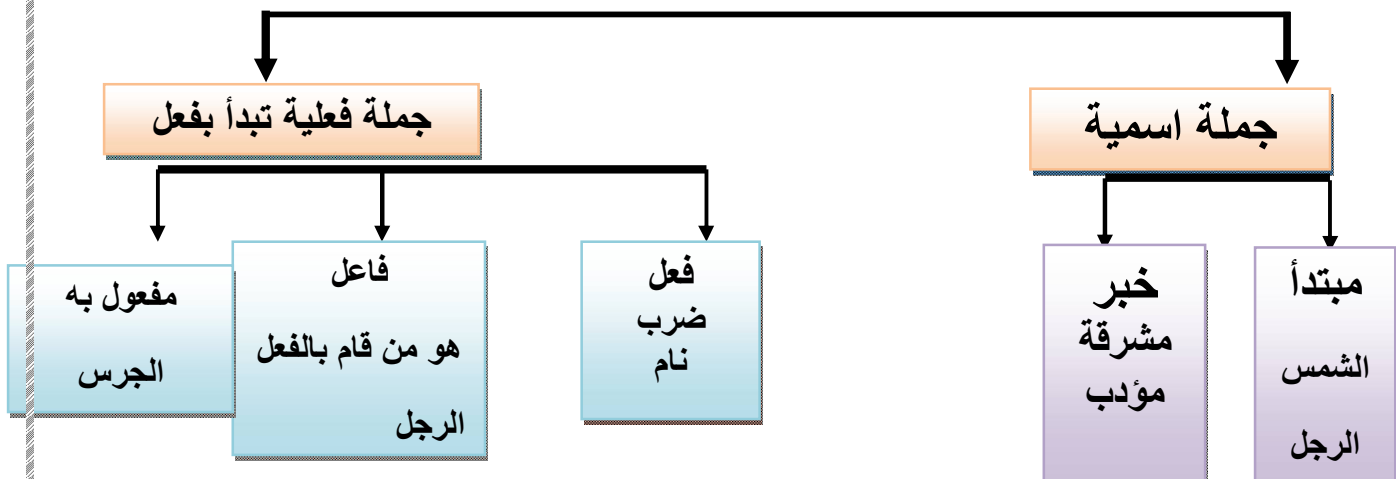 جملة اسمية
مبتدأ
الشمس
الرجل
خبر
مشرقة
مؤدب
جملة فعلية تبدأ بفعل
فعل
ضرب
نام
فاعل
هو من قام بالفعل
الرجل
مفعول به
الجرس